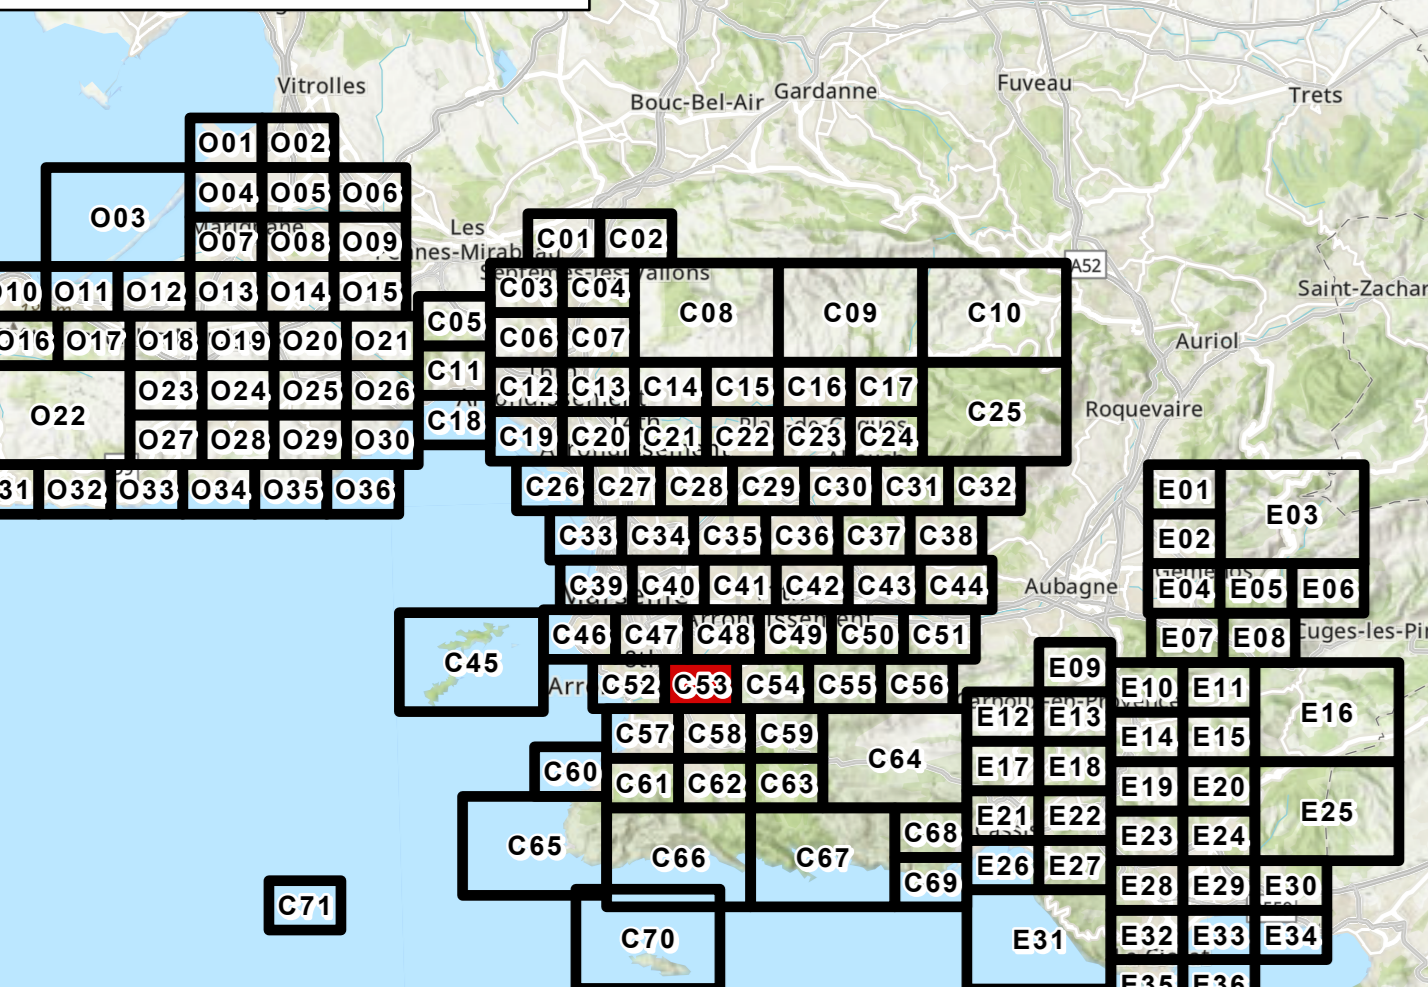 Vitrolles
Bouc-Bel-Air
Gardanne
Fuveau
Trets
O01 O02
O03 O04 O05 O06
O07 O08 O09
Les
C01 C02
A52
O11 O12 O13 O14 O15
C03 C04
C08 C09 C10
Saint-Zachar
C05
O16 O17 O18 O19 O20 O21
C06 C07
Auriol
C11
O22 O23 O24 O25 O26
C12 C13 C14 C15 C16 C17
C25
Roquevaire
C18
O27 O28 O29 O30
C19 C20 C21 C22 C23 C24
31 O32 O33 O34 O35 O36
C26 C27 C28 C29 C30 C31 C32
E01 E03
C33 C34 C35 C36 C37 C38
E02
C39 C40 C41 C42 C43 C44
Aubagne
E04 E05 E06
C46 C47 C48 C49 C50 C51
E07 E08
Cuges-les-Pi
C45
E09
C52 C53 C54 C55 C56
E10 E11
E16
E12 E13
C57 C58 C59
C64
E14 E15
C60
C61 C62 C63
E17 E18
E19 E20
E25
E21 E22
C65 C66 C67 C68
E23 E24
E26 E27
C69
E28 E29 E30
C71
C70
E31
E32 E33 E34
E35 E36